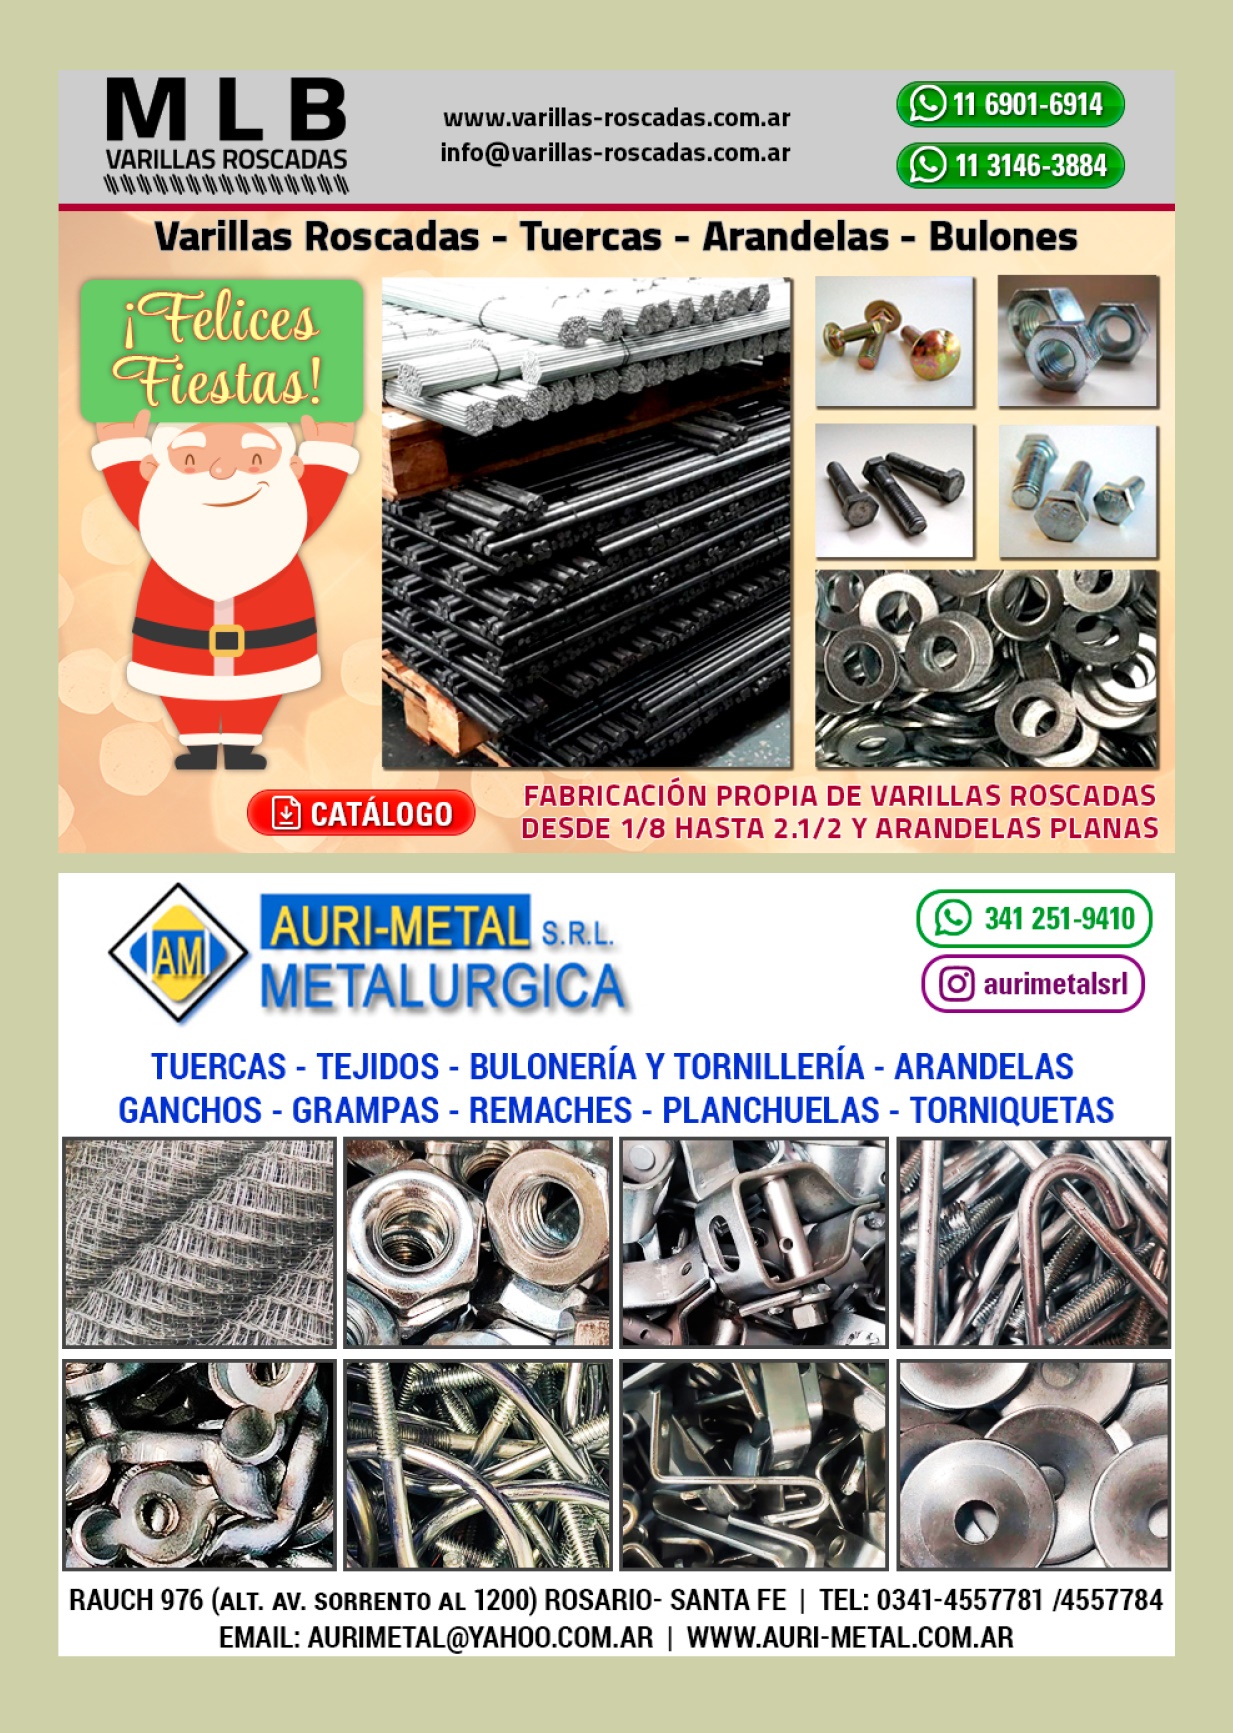 MLB
VARILLAS ROSCADAS
www.varillas-roscadas.com.ar
info@varillas-roscadas.com.ar
11 6901-6914
11 3146-3884
Varillas Roscadas - Tuercas - Arandelas - Bulones
¡Felices
Fiestas!
CATÁLOGO
FABRICACIÓN PROPIA DE VARILLAS ROSCADAS
DESDE 1/8 HASTA 2.1/2 Y ARANDELAS PLANAS
AM
AURI-METAL S.R.L.
METALURGICA
341 251-9410
aurimetalsrl
TUERCAS - TEJIDOS - BULONERÍA Y TORNILLERÍA - ARANDELAS
GANCHOS - GRAMPAS - REMACHES - PLANCHUELAS - TORNIQUETAS
RAUCH 976 (ALT. AV. SORRENTO AL 1200) ROSARIO- SANTA FE | TEL: 0341-4557781 /4557784
EMAIL: AURIMETAL@YAHOO.COM.AR | WWW.AURI-METAL.COM.AR